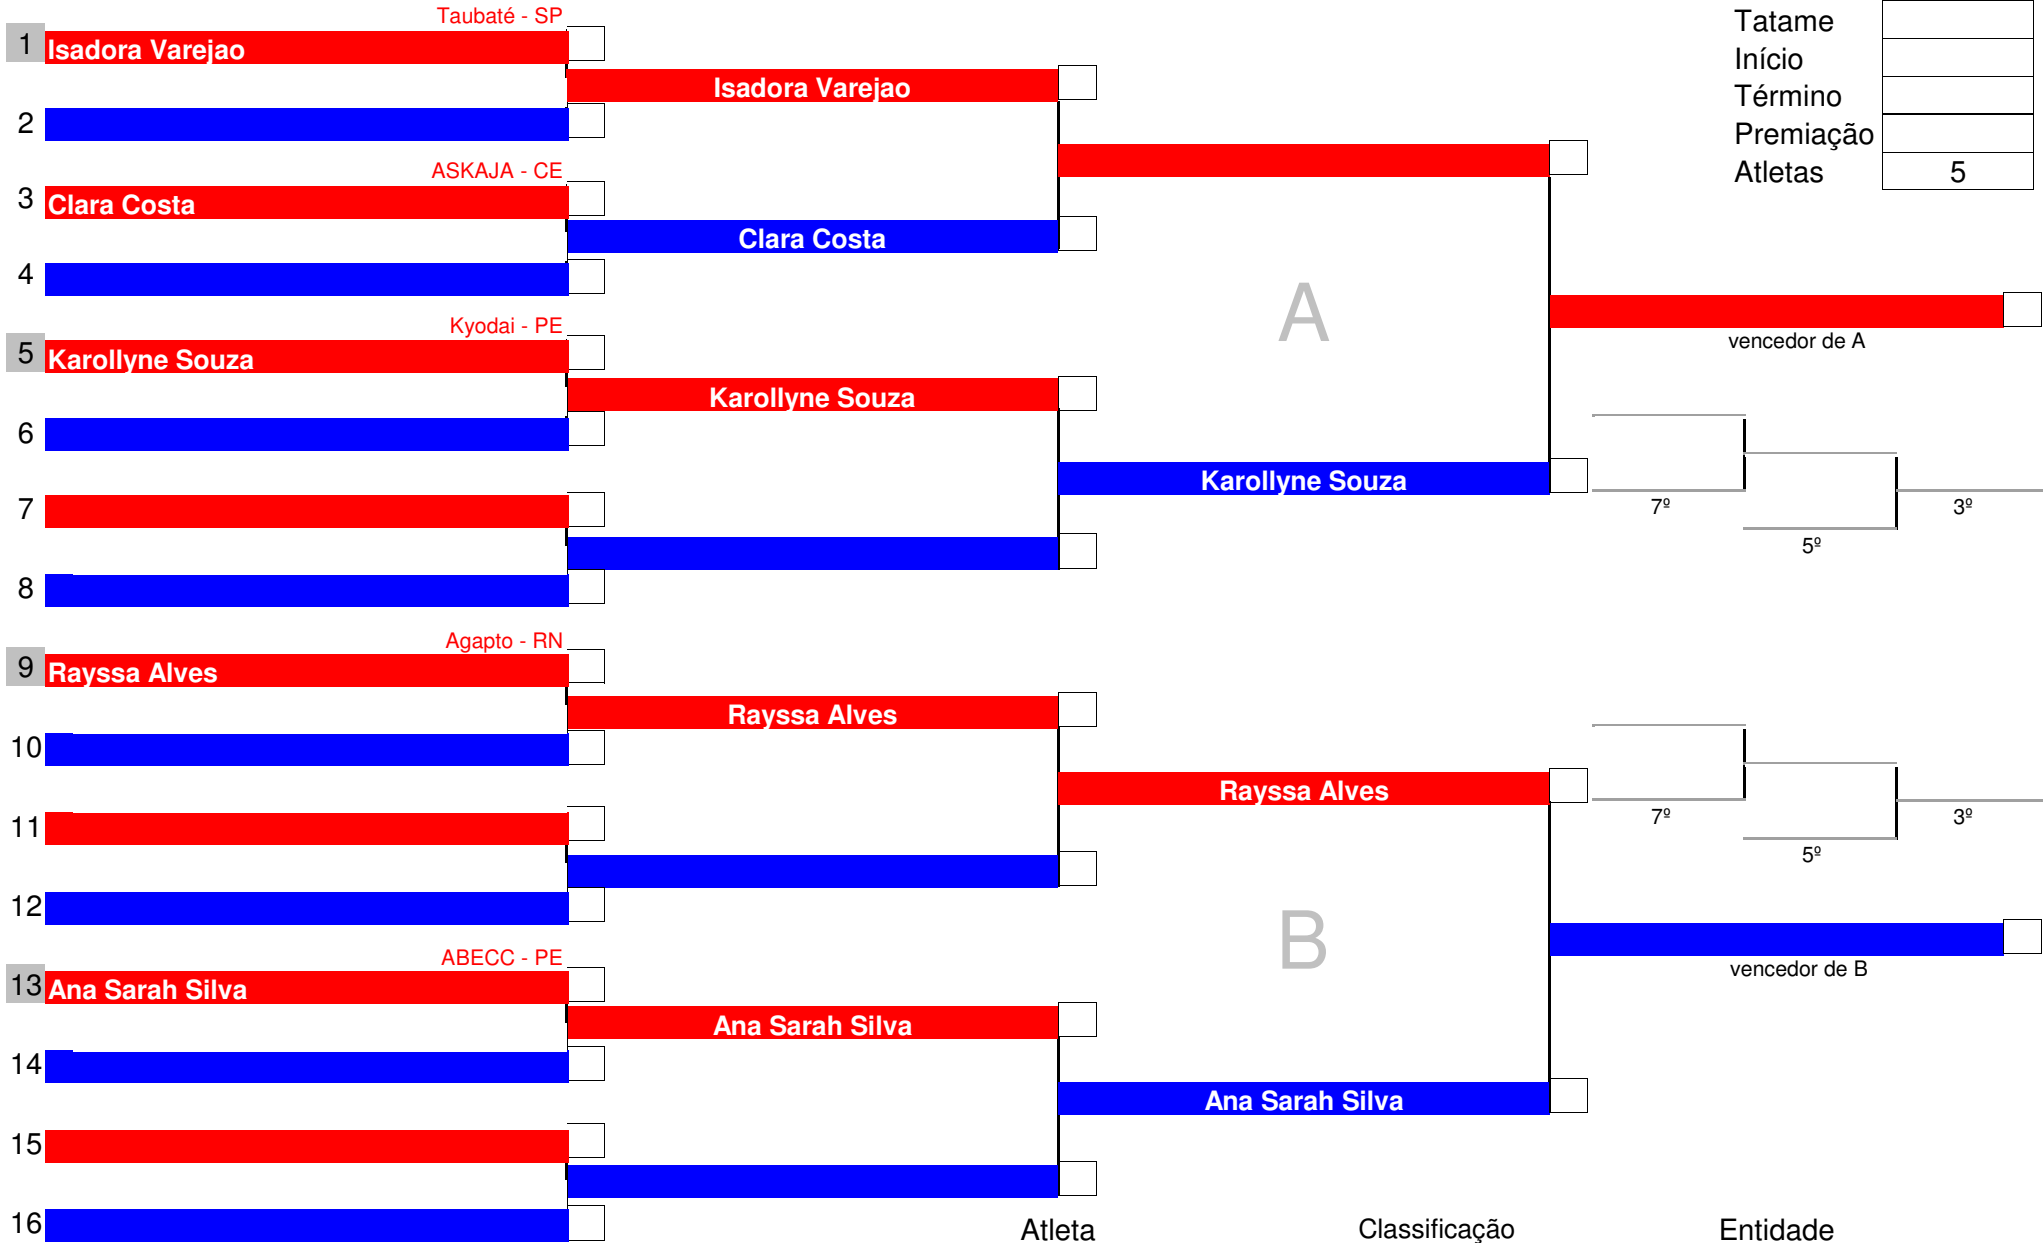 Taubaté - SP
1 Isadora Varejao
Isadora Varejao
2
ASKAJA - CE
3 Clara Costa
Clara Costa
4
Kyodai - PE
5 Karollyne Souza
Karollyne Souza
6
Karollyne Souza
7
8
A
vencedor de A
7º
5º
3º
Agapto - RN
9 Rayssa Alves
Rayssa Alves
10
Rayssa Alves
11
12
ABECC - PE
13 Ana Sarah Silva
Ana Sarah Silva
14
Ana Sarah Silva
15
16
B
vencedor de B
7º
5º
3º
Tatame
Início
Término
Premiação
Atletas 5
Atleta Classificação Entidade